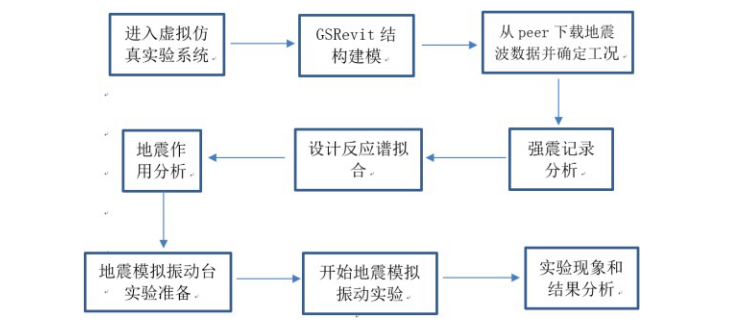 进入虚拟仿
真实验系统
GSRevit 结
构建模
从 peer 下载地震
波数据并确定工况
地震作
用分析
设计反应谱拟
合
强震记录
分析
地震模拟振动台
实验准备
开始地震模拟
振动实验
实验现象和
结果分析